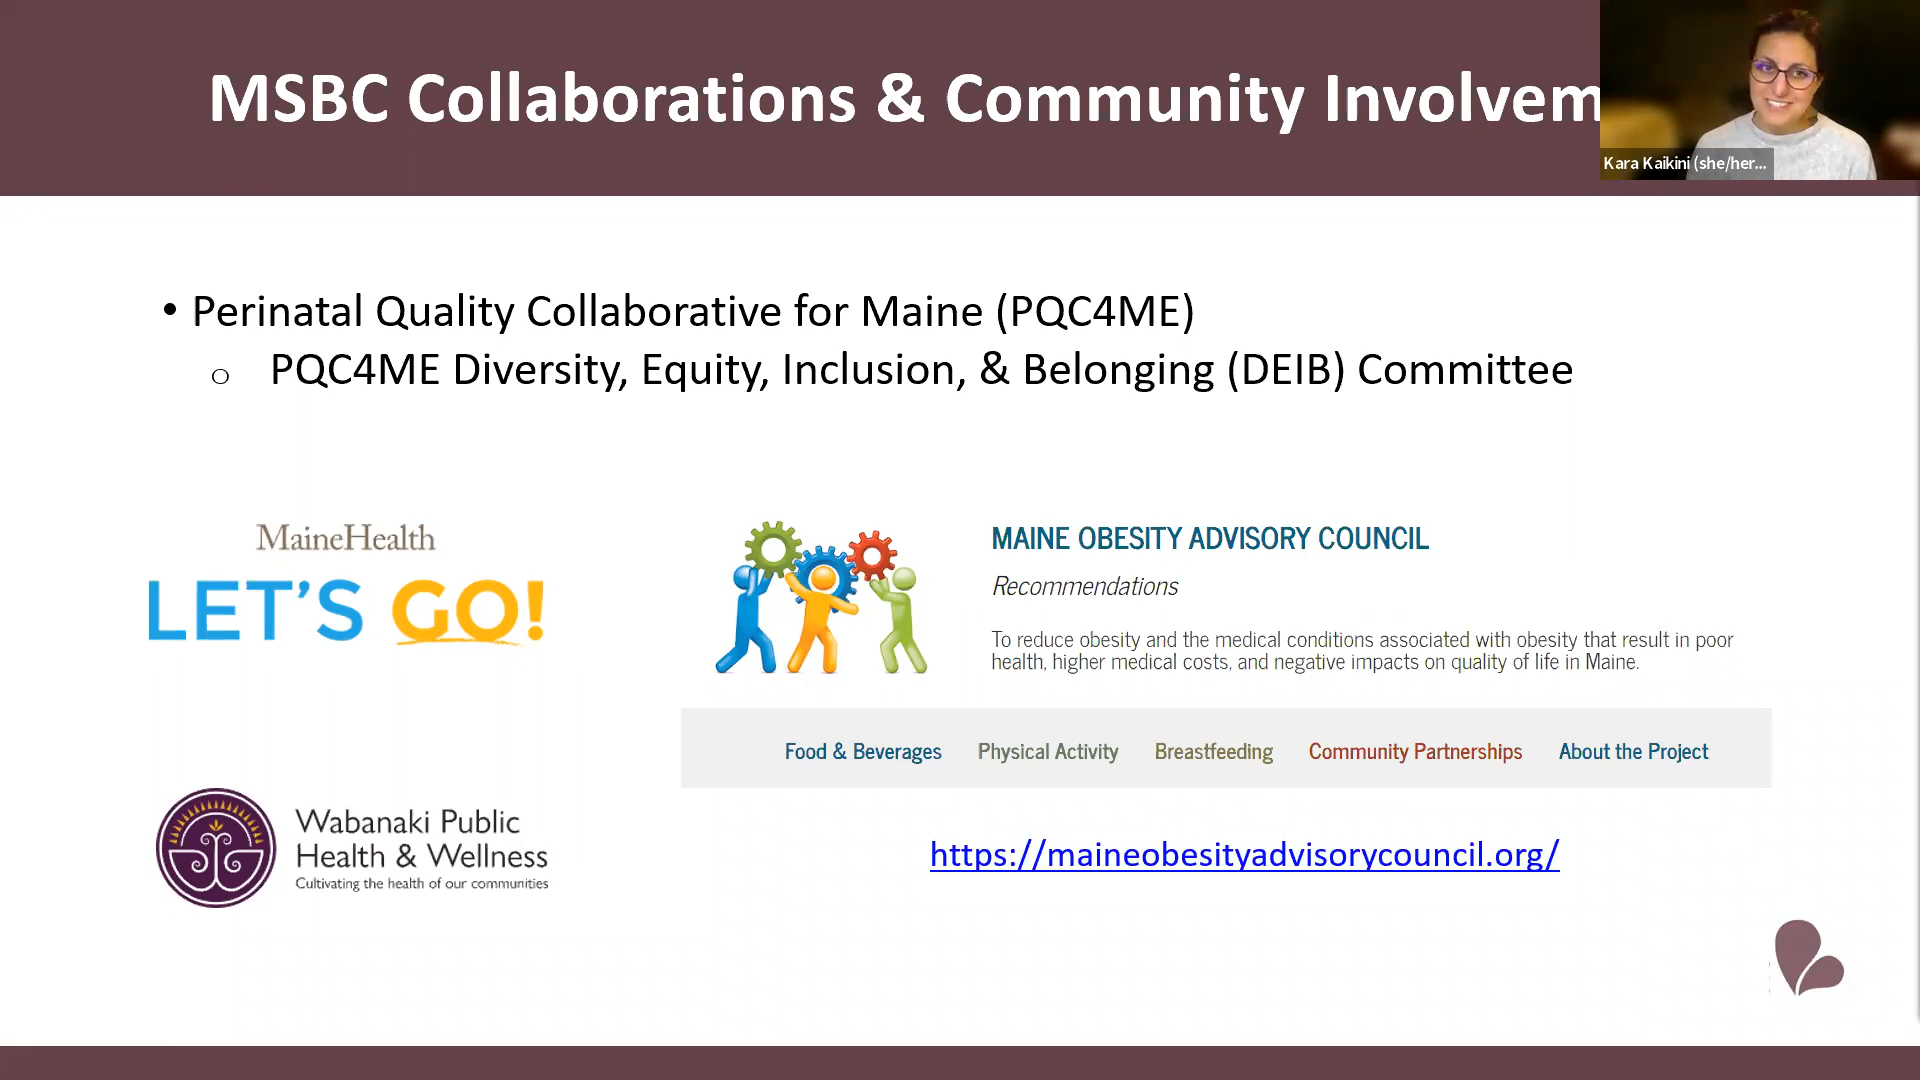 MSBC Collaborations & Community Involvem
Kara Kaikini (she/her...
• Perinatal Quality Collaborative for Maine (PQC4ME)
o PQC4ME Diversity, Equity, Inclusion, & Belonging (DEIB) Committee
MaineHealth
LET'S GO!
MAINE OBESITY ADVISORY COUNCIL
Recommendations
To reduce obesity and the medical conditions associated with obesity that result in poor
health, higher medical costs, and negative impacts on quality of life in Maine.
Food & Beverages Physical Activity Breastfeeding Community Partnerships About the Project
Wabanaki Public
Health & Wellness
Cultivating the health of our communities
https://maineobesityadvisorycouncil.org/